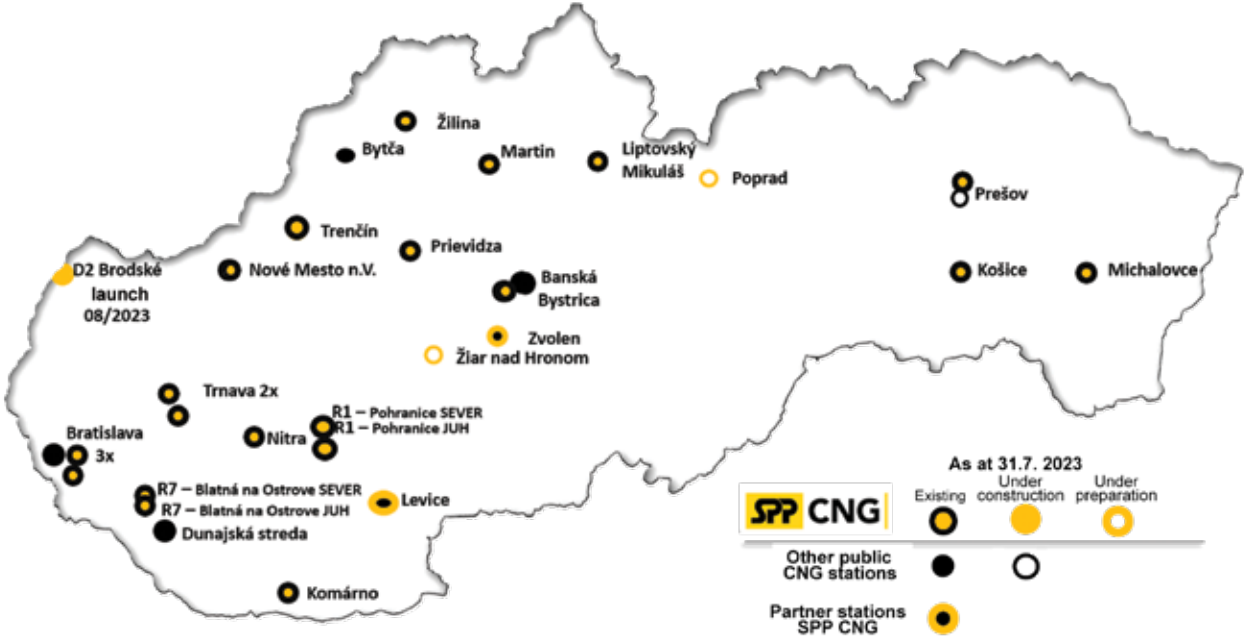 Žilina
Bytča
Martin
Liptovský
Mikuláš
Poprad
Prešov
Trenčín
Prievidza
D2 Brodské
launch
08/2023
Nové Mesto n.V.
Banská
Bystrica
Košice
Michalovce
Zvolen
Žiar nad Hronom
Trnava 2x
R1 – Pohranice SEVER
R1 – Pohranice JUH
Nitra
Bratislava
3x
R7 – Blatná na Ostrove SEVER
R7 – Blatná na Ostrove JUH
Levice
Dunajská streda
Komárno
As at 31.7. 2023
Existing
Under
construction
Under
preparation
SPP CNG
Other public
CNG stations
Partner stations
SPP CNG